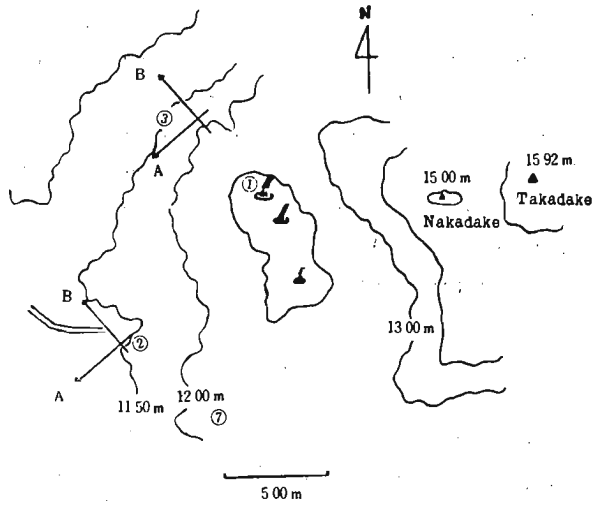 N
B
③
A
①
15 00 m
Nakadake
15 92 m
Takadake
B
②
A
13 00 m
11 50 m
12 00 m
⑦
5 00 m